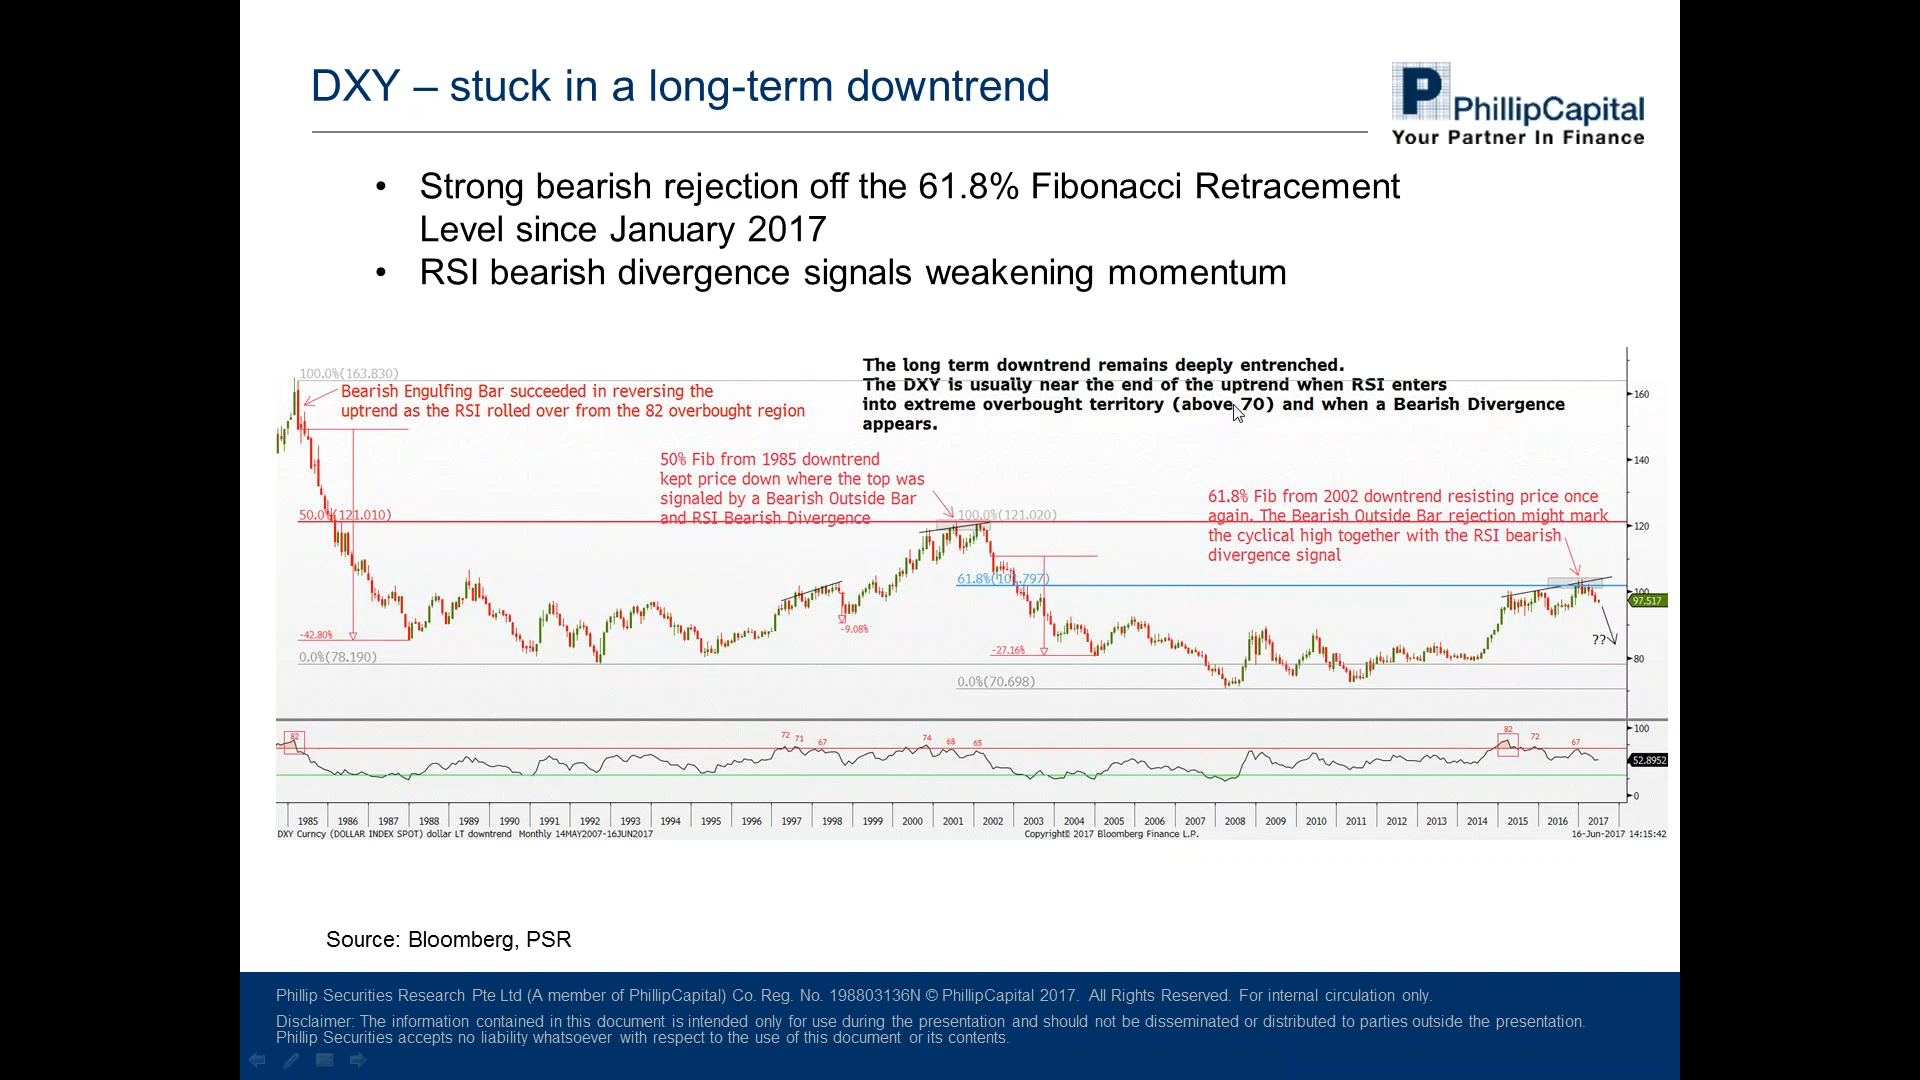 DXY – stuck in a long-term downtrend
P PhillipCapital
Your Partner In Finance
• Strong bearish rejection off the 61.8% Fibonacci Retracement
Level since January 2017
• RSI bearish divergence signals weakening momentum
The long term downtrend remains deeply entrenched.
The DXY is usually near the end of the uptrend when RSI enters
into extreme overbought territory (above 70) and when a Bearish Divergence
appears.
100.0%(163.830)
Bearish Engulfing Bar succeeded in reversing the
uptrend as the RSI rolled over from the 82 overbought region
50% Fib from 1985 downtrend
kept price down where the top was
signaled by a Bearish Outside Bar
and RSI Bearish Divergence
61.8% Fib from 2002 downtrend resisting price once
again. The Bearish Outside Bar rejection might mark
the cyclical high together with the RSI bearish
divergence signal
50.0%(121.010)
100.0%(121.020)
-42.80%
0.0%(78.190)
-9.08%
-27.16%
0.0%(70.698)
??
160
140
120
100
97.517
80
82
72 71 67
74 68 65
82 72 67
100
52.8952
0
1985 1986 1987 1988 1989 1990 1991 1992 1993 1994 1995 1996 1997 1998 1999 2000 2001 2002 2003 2004 2005 2006 2007 2008 2009 2010 2011 2012 2013 2014 2015 2016 2017
DXY Curncy (DOLLAR INDEX SPOT) dollar LT downtrend Monthly 14MAY2007-16JUN2017
Copyright© 2017 Bloomberg Finance L.P.
16-Jun-2017 14:15:42
Source: Bloomberg, PSR
Phillip Securities Research Pte Ltd (A member of PhillipCapital) Co. Reg. No. 198803136N © PhillipCapital 2017. All Rights Reserved. For internal circulation only.
Disclaimer: The information contained in this document is intended only for use during the presentation and should not be disseminated or distributed to parties outside the presentation.
Phillip Securities accepts no liability whatsoever with respect to the use of this document or its contents.